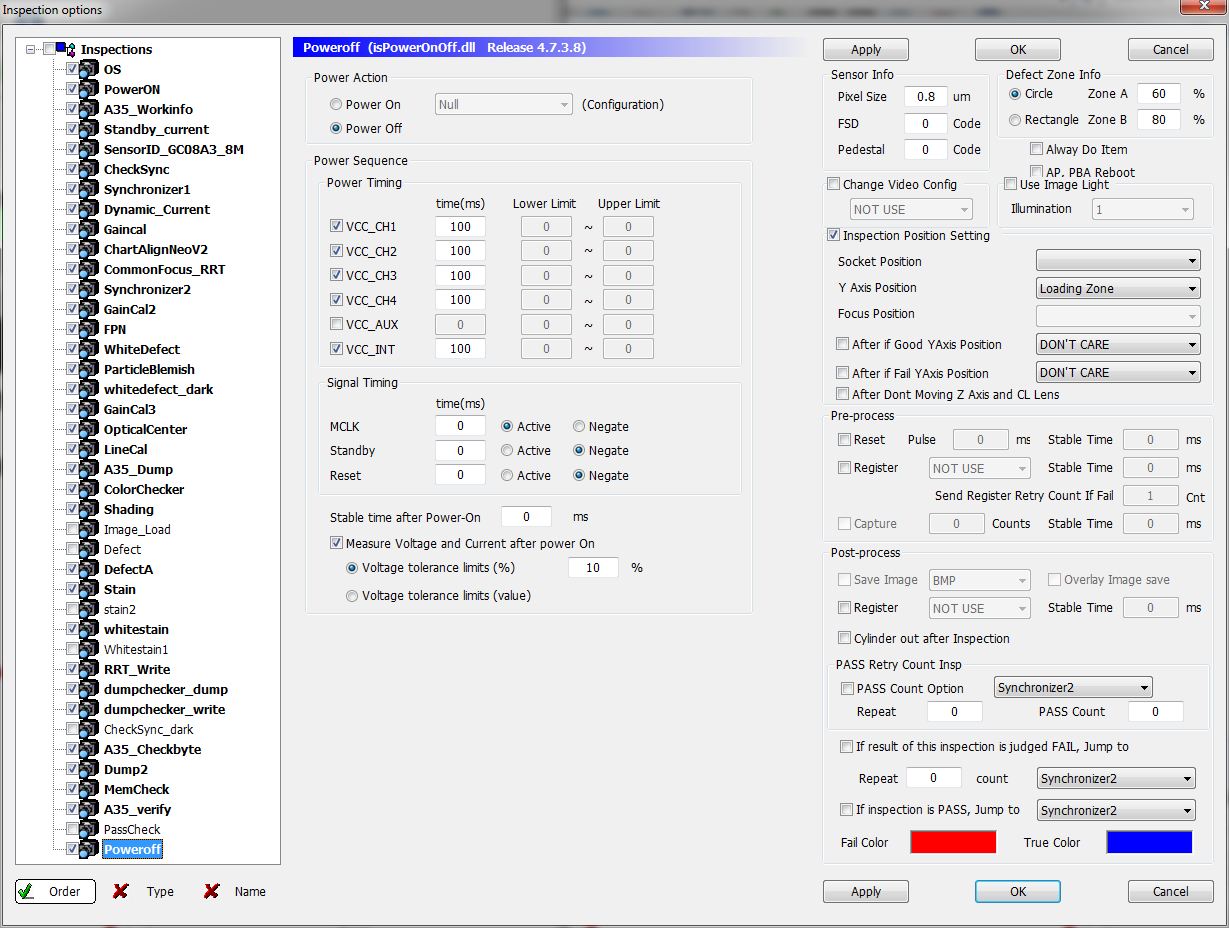 Inspection options
Inspections
OS
PowerON
A35_Workinfo
Standby_current
SensorID_GC08A3_8M
CheckSync
Synchronizer1
Dynamic_Current
Gaincal
ChartAlignNeoV2
CommonFocus_RRT
Synchronizer2
GainCal2
FPN
WhiteDefect
ParticleBlemish
whitedefect_dark
GainCal3
OpticalCenter
LineCal
A35_Dump
ColorChecker
Shading
Image_Load
Defect
DefectA
Stain
stain2
whitestain
Whitestain1
RRT_Write
dumpchecker_dump
dumpchecker_write
CheckSync_dark
A35_Checkbyte
Dump2
MemCheck
A35_verify
PassCheck
Poweroff
Order Type Name
Poweroff (isPowerOnOff.dll Release 4.7.3.8)
Power Action
Power On Null (Configuration)
Power Off
Power Sequence
Power Timing
time(ms) Lower Limit Upper Limit
VCC_CH1 100 0 ~ 0
VCC_CH2 100 0 ~ 0
VCC_CH3 100 0 ~ 0
VCC_CH4 100 0 ~ 0
VCC_AUX 0 0 ~ 0
VCC_INT 100 0 ~ 0
Signal Timing
time(ms)
MCLK 0 Active Negate
Standby 0 Active Negate
Reset 0 Active Negate
Stable time after Power-On 0 ms
Measure Voltage and Current after power On
Voltage tolerance limits (%) 10 %
Voltage tolerance limits (value)
Apply OK Cancel
Sensor Info
Pixel Size 0.8 um
FSD 0 Code
Pedestal 0 Code
Defect Zone Info
Circle Zone A 60 %
Rectangle Zone B 80 %
Alway Do Item
AP, PBA Reboot
Change Video Config
NOT USE
Use Image Light
Illumination 1
Inspection Position Setting
Socket Position
Y Axis Position Loading Zone
Focus Position
After if Good YAxis Position DON'T CARE
After if Fail YAxis Position DON'T CARE
After Dont Moving Z Axis and CL Lens
Pre-process
Reset Pulse 0 ms Stable Time 0 ms
Register NOT USE Stable Time 0 ms
Send Register Retry Count If Fail 1 Cnt
Capture 0 Counts Stable Time 0 ms
Post-process
Save Image BMP Overlay Image save
Register NOT USE Stable Time 0 ms
Cylinder out after Inspection
PASS Retry Count Insp
PASS Count Option Synchronizer2
Repeat 0 PASS Count 0
If result of this inspection is judged FAIL, Jump to
Repeat 0 count Synchronizer2
If inspection is PASS, Jump to Synchronizer2
Fail Color True Color
Apply OK Cancel